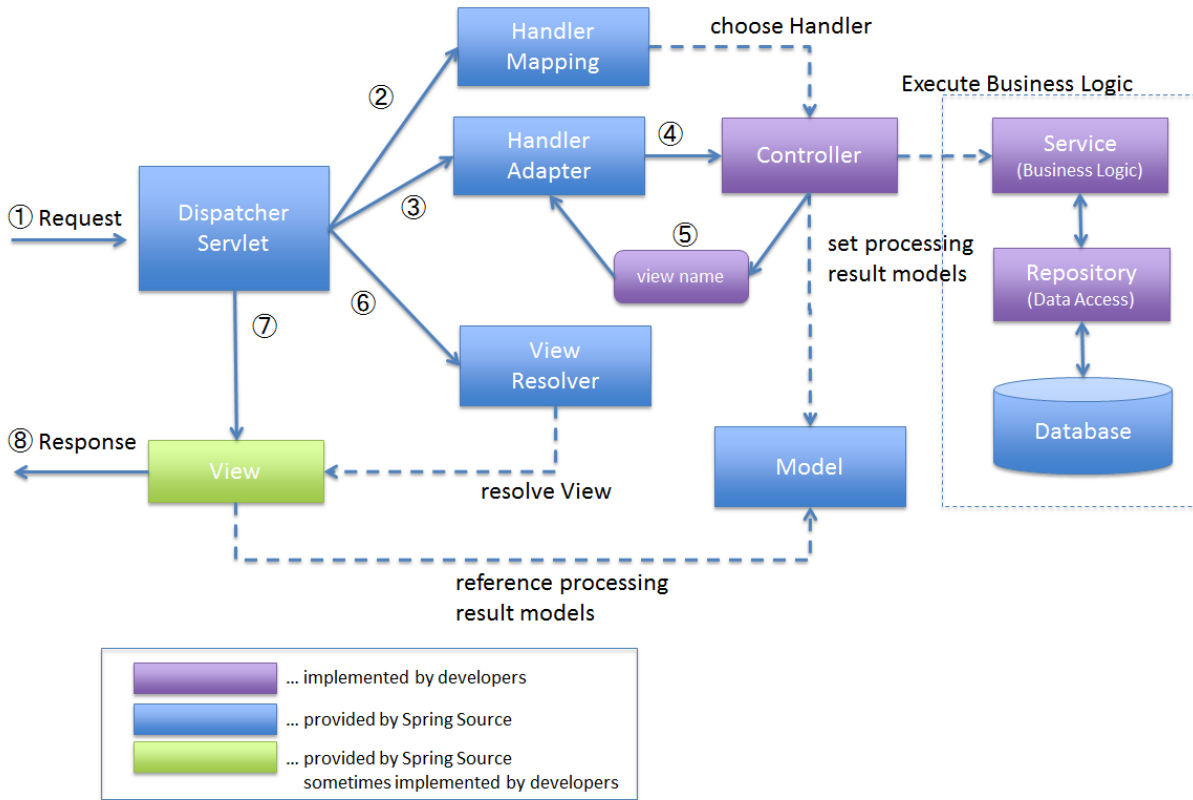 Handler
Mapping
choose Handler
②
Execute Business Logic
Handler
Adapter
④
Controller
Service
(Business Logic)
① Request
Dispatcher
Servlet
③
⑤
view name
set processing
result models
Repository
(Data Access)
⑥
⑦
View
Resolver
Database
⑧ Response
View
resolve View
Model
reference processing
result models
... implemented by developers
... provided by Spring Source
... provided by Spring Source
sometimes implemented by developers